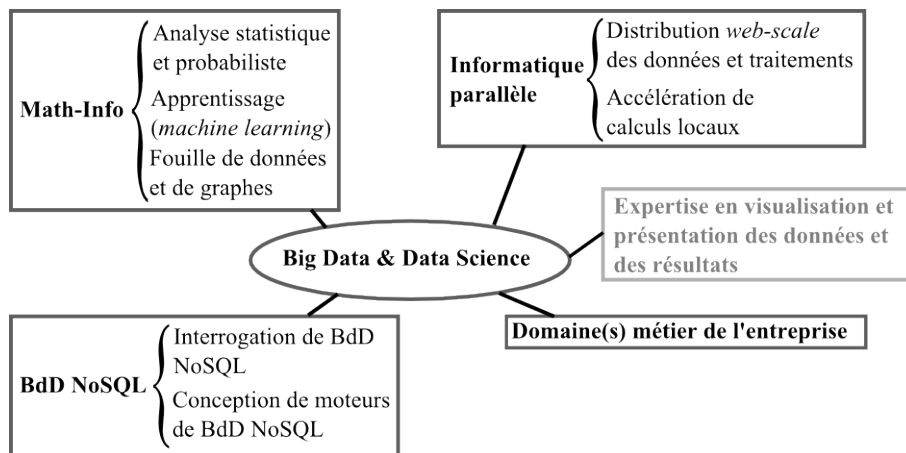 Math-Info
Analyse statistique
et probabiliste
Apprentissage
(machine learning)
Fouille de données
et de graphes
Informatique
parallèle
Distribution web-scale
des données et traitements
Accélération de
calculs locaux
Expertise en visualisation et
présentation des données et
des résultats
Big Data & Data Science
Domaine(s) métier de l'entreprise
BdD NoSQL
Interrogation de BdD
NoSQL
Conception de moteurs
de BdD NoSQL